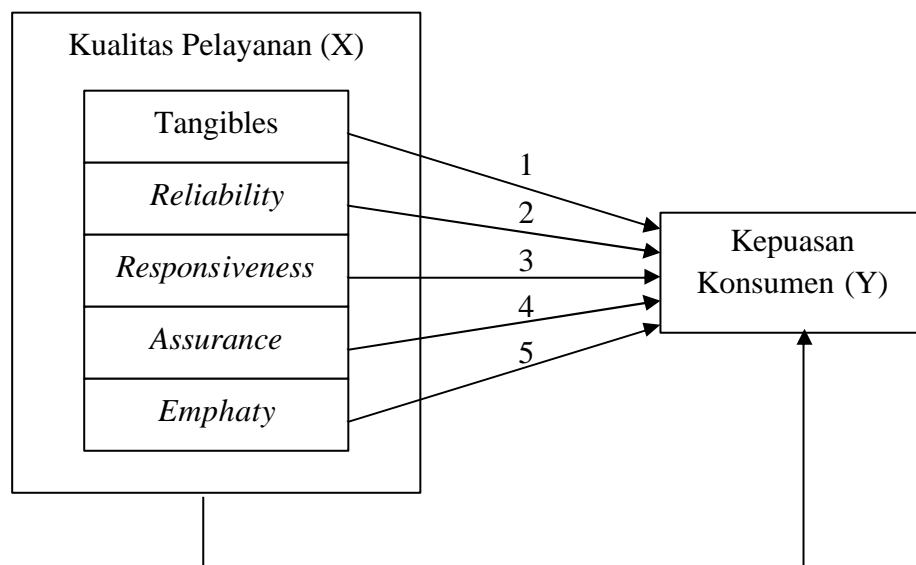 Kualitas Pelayanan (X)
Tangibles
Reliability
Responsiveness
Assurance
Emphaty
1
2
3
4
5
Kepuasan
Konsumen (Y)